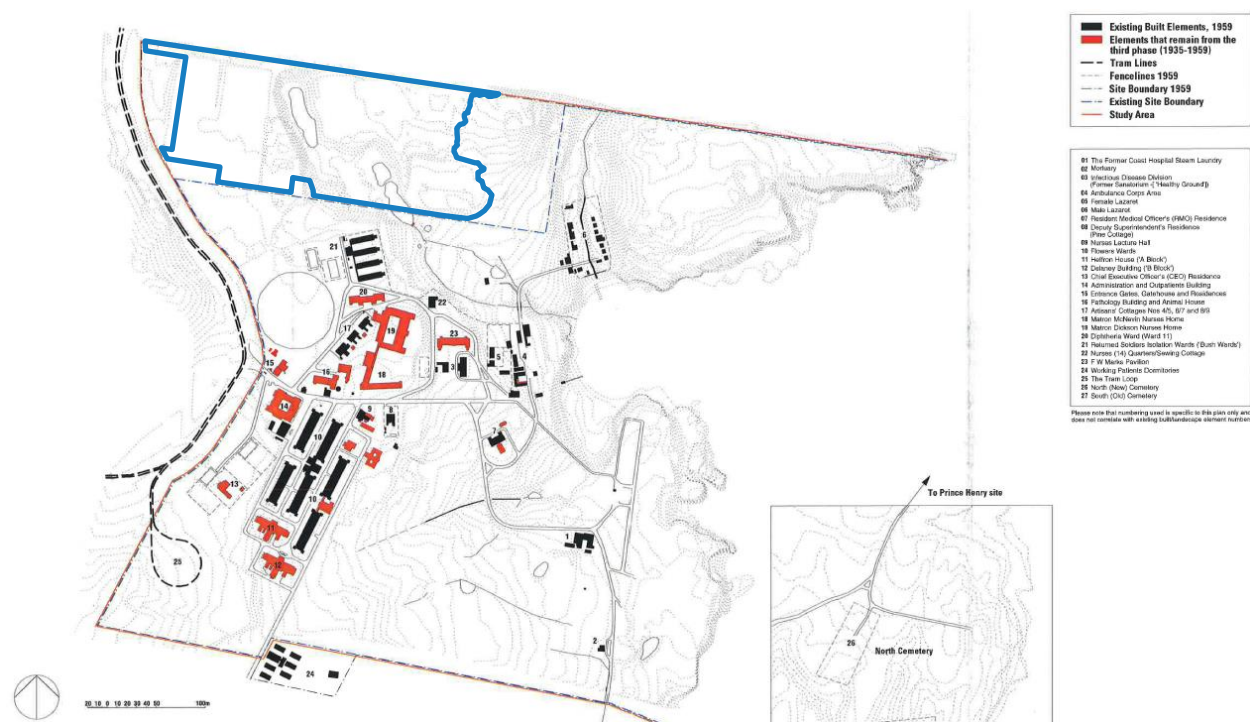 Existing Built Elements, 1959
Elements that remain from the
third phase (1935-1959)
Tram Lines
Fencelines 1959
Site Boundary 1959
Existing Site Boundary
Study Area
01 The Former Coast Hospital Steam Laundry
02 Mortuary
03 Infectious Disease Division
(Former Sanatorium -[ 'Healthy Ground'])
04 Ambulance Corps Area
05 Female Lazaret
06 Male Lazaret
07 Resident Medical Officer's (RMO) Residence
08 Deputy Superintendent's Residence
(Pine Cottage)
09 Nurses Lecture Hall
10 Flowers Wards
11 Heffron House ('A Block')
12 Delaney Building ('B Block')
13 Chief Executive Officer's (CEO) Residence
14 Administration and Outpatients Building
15 Entrance Gates, Gatehouse and Residences
16 Pathology Building and Animal House
17 Artisans' Cottages Nos 4/5, 6/7 and 8/9
18 Matron McNevin Nurses Home
19 Matron Dickson Nurses Home
20 Diphtheria Ward (Ward 11)
21 Returned Soldiers Isolation Wards ('Bush Wards')
22 Nurses (14) Quarters/Sewing Cottage
23 F W Marks Pavilion
24 Working Patients Dormitories
25 The Tram Loop
26 North (New) Cemetery
27 South (Old) Cemetery
Please note that numbering used is specific to this plan only and
does not correlate with existing built/landscape element number
6
21
20
22
17
19
23
5
4
3
15
16
18
14
9
8
10
7
13
10
11
12
25
1
2
24
To Prince Henry site
26
North Cemetery
20 10 0 10 20 30 40 50 100m